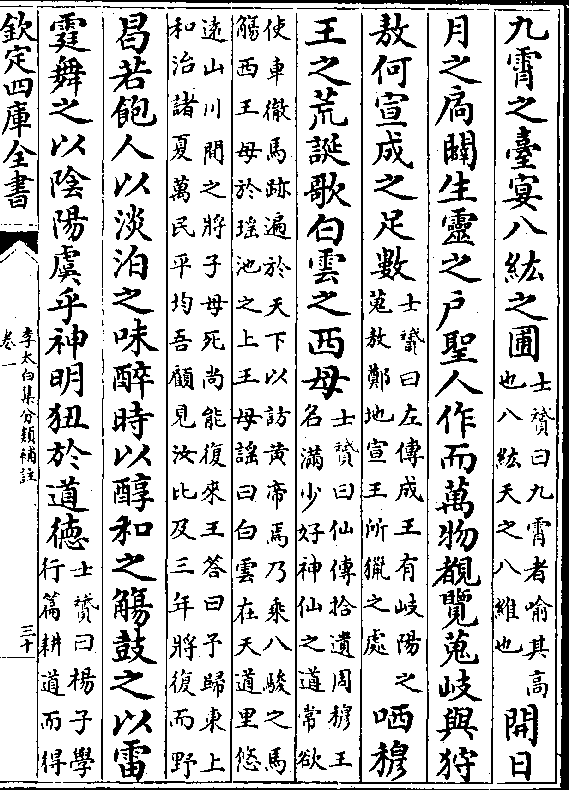 九霄之臺宴八紘之圃士贇曰九霄者喻其高也八紘天之八維也開日
月之扃闢生靈之戶聖人作而萬物覩覽蒐岐與狩
敖何宣成之足數士贇曰左傳成王有岐陽之蒐敖鄭地宣王所獵之處哂穆
王之荒誕歌白雲之西母士贇曰仙傳拾遺周穆王名滿少好神仙之道常欲
使車徹馬跡遍於天下以訪黃帝焉乃乘八駿之馬觴西王母於瑤池之上王母謡曰白雲在天道里悠
遠山川間之將子毋死尚能復來王答曰予歸東上和治諸夏萬民平均吾顧見汝比及三年將復而野
曷若飽人以淡泊之味醉時以醇和之觴鼓之以雷
霆舞之以陰陽虞乎神明狃於道德士贇曰楊子學行篇耕道而得
欽定四庫全書
李太白集分類補註
卷一
三十